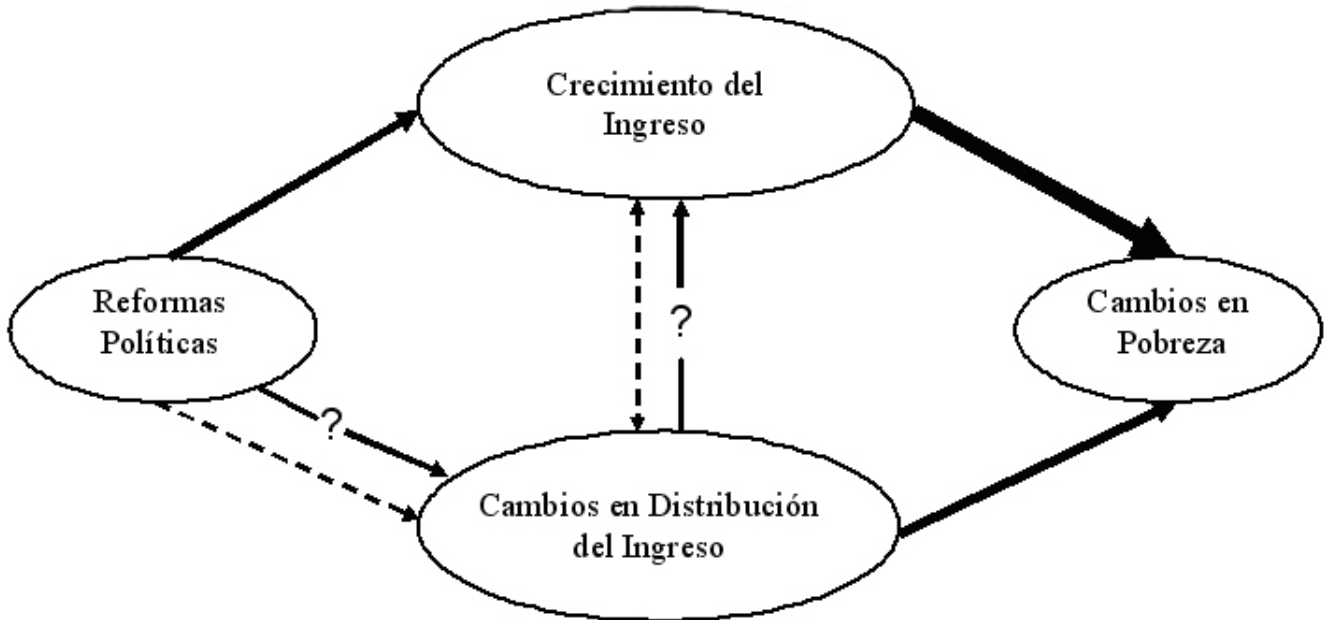 Crecimiento del
Ingreso
Reformas
Políticas
?
?
Cambios en
Pobreza
Cambios en Distribución
del Ingreso